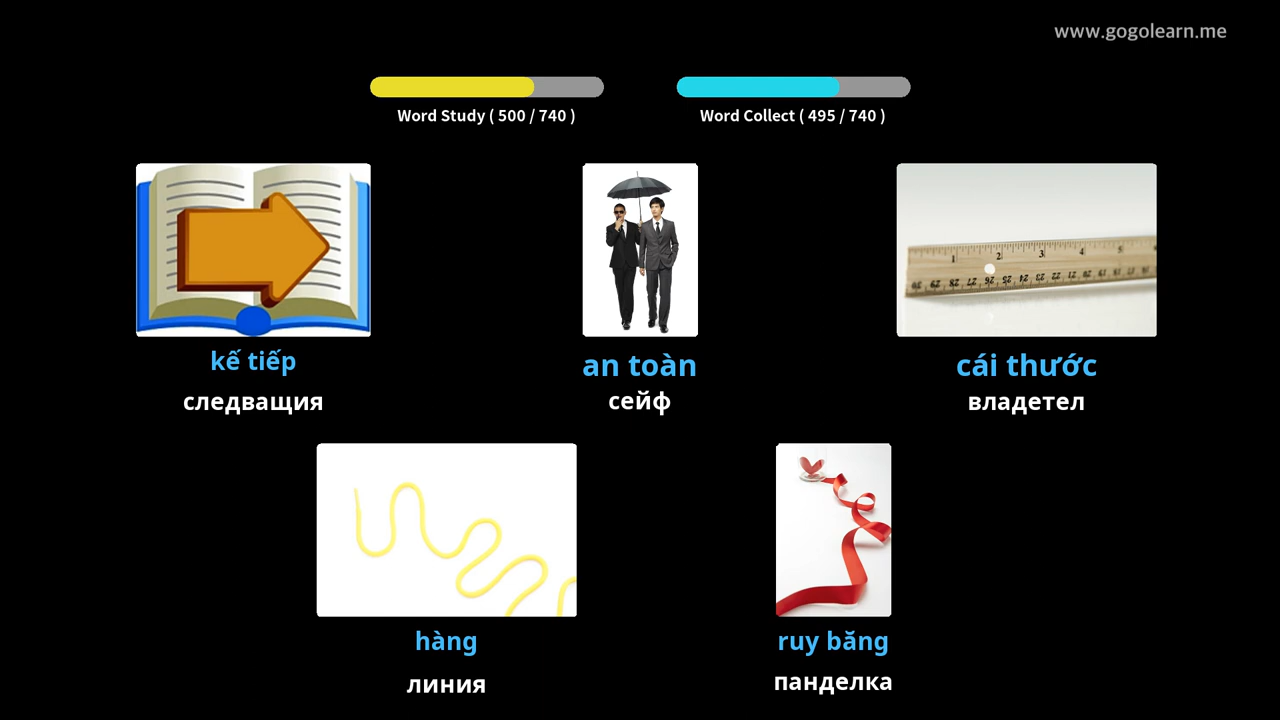 www.gogolearn.me
Word Study ( 500 / 740 )
Word Collect ( 495 / 740 )
kế tiếp
следващия
an toàn
сейф
cái thước
владетел
hàng
линия
ruy băng
панделка